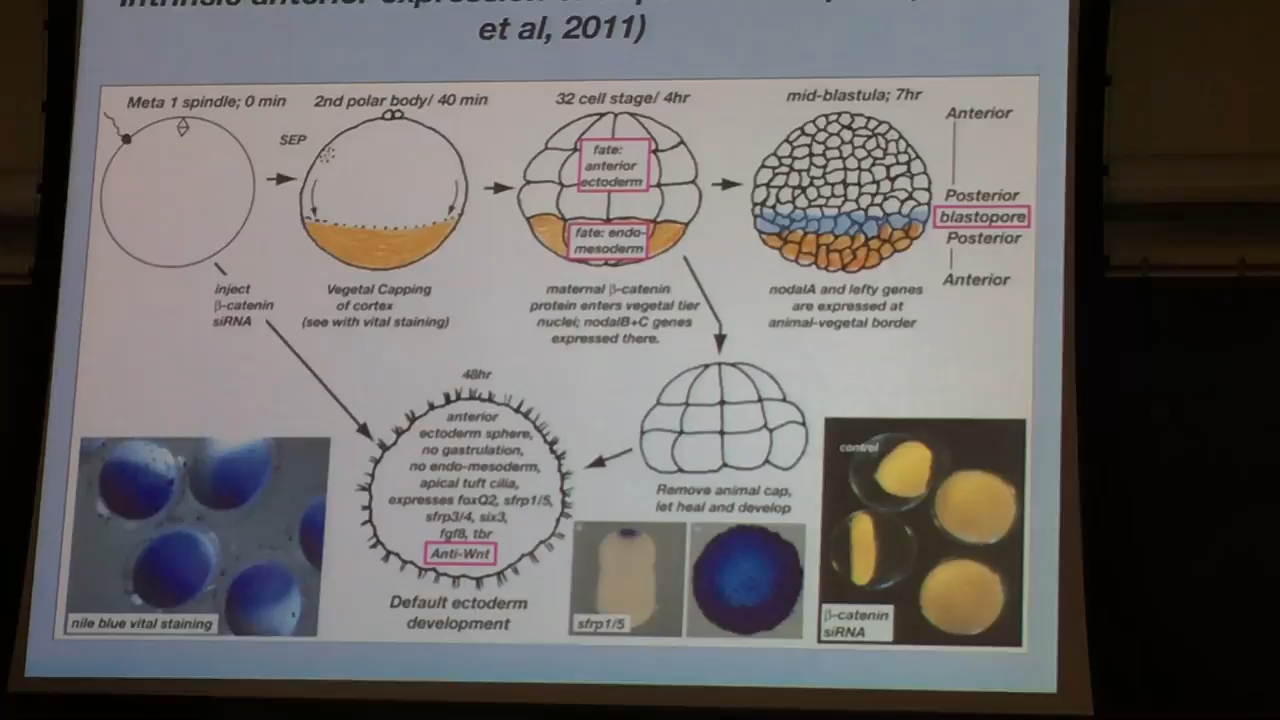 Intrinsic anterior expression
et al, 2011)
Meta 1 spindle; 0 min
2nd polar body/ 40 min
32 cell stage/ 4hr
mid-blastula; 7hr
SEP
fate:
anterior
ectoderm
fate: endo-
mesoderm
Anterior
Posterior
blastopore
Posterior
Anterior
inject
β-catenin
siRNA
Vegetal Capping
of cortex
(see with vital staining)
maternal β-catenin
protein enters vegetal tier
nuclei; nodalB+C genes
expressed there.
nodalA and lefty genes
are expressed at
animal-vegetal border
48hr
anterior
ectoderm sphere,
no gastrulation,
no endo-mesoderm,
apical tuft cilia,
expresses foxQ2, sfrp1/5,
sfrp3/4, six3,
fgf8, tbr
Anti-Wnt
Default ectoderm
development
Remove animal cap,
let heal and develop
nile blue vital staining
sfrp1/5
control
β-catenin
siRNA